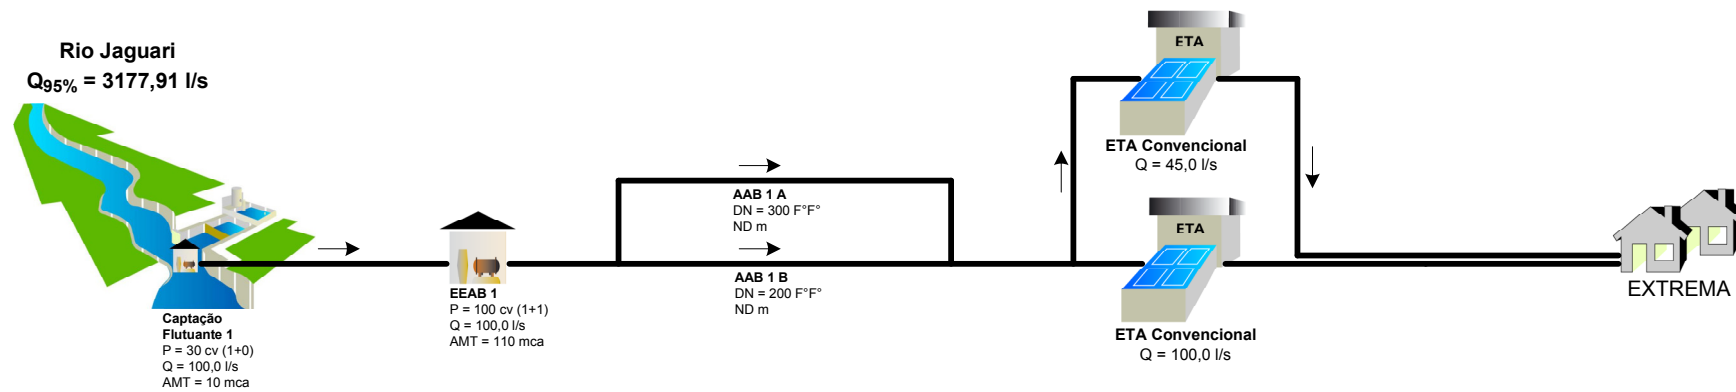 Rio Jaguari
Q95% = 3177,91 l/s
Captação
Flutuante 1
P = 30 cv (1+0)
Q = 100,0 l/s
AMT = 10 mca
EEAB 1
P = 100 cv (1+1)
Q = 100,0 l/s
AMT = 110 mca
AAB 1 A
DN = 300 F°F°
ND m
AAB 1 B
DN = 200 F°F°
ND m
ETA
ETA Convencional
Q = 45,0 l/s
ETA
ETA Convencional
Q = 100,0 l/s
EXTREMA